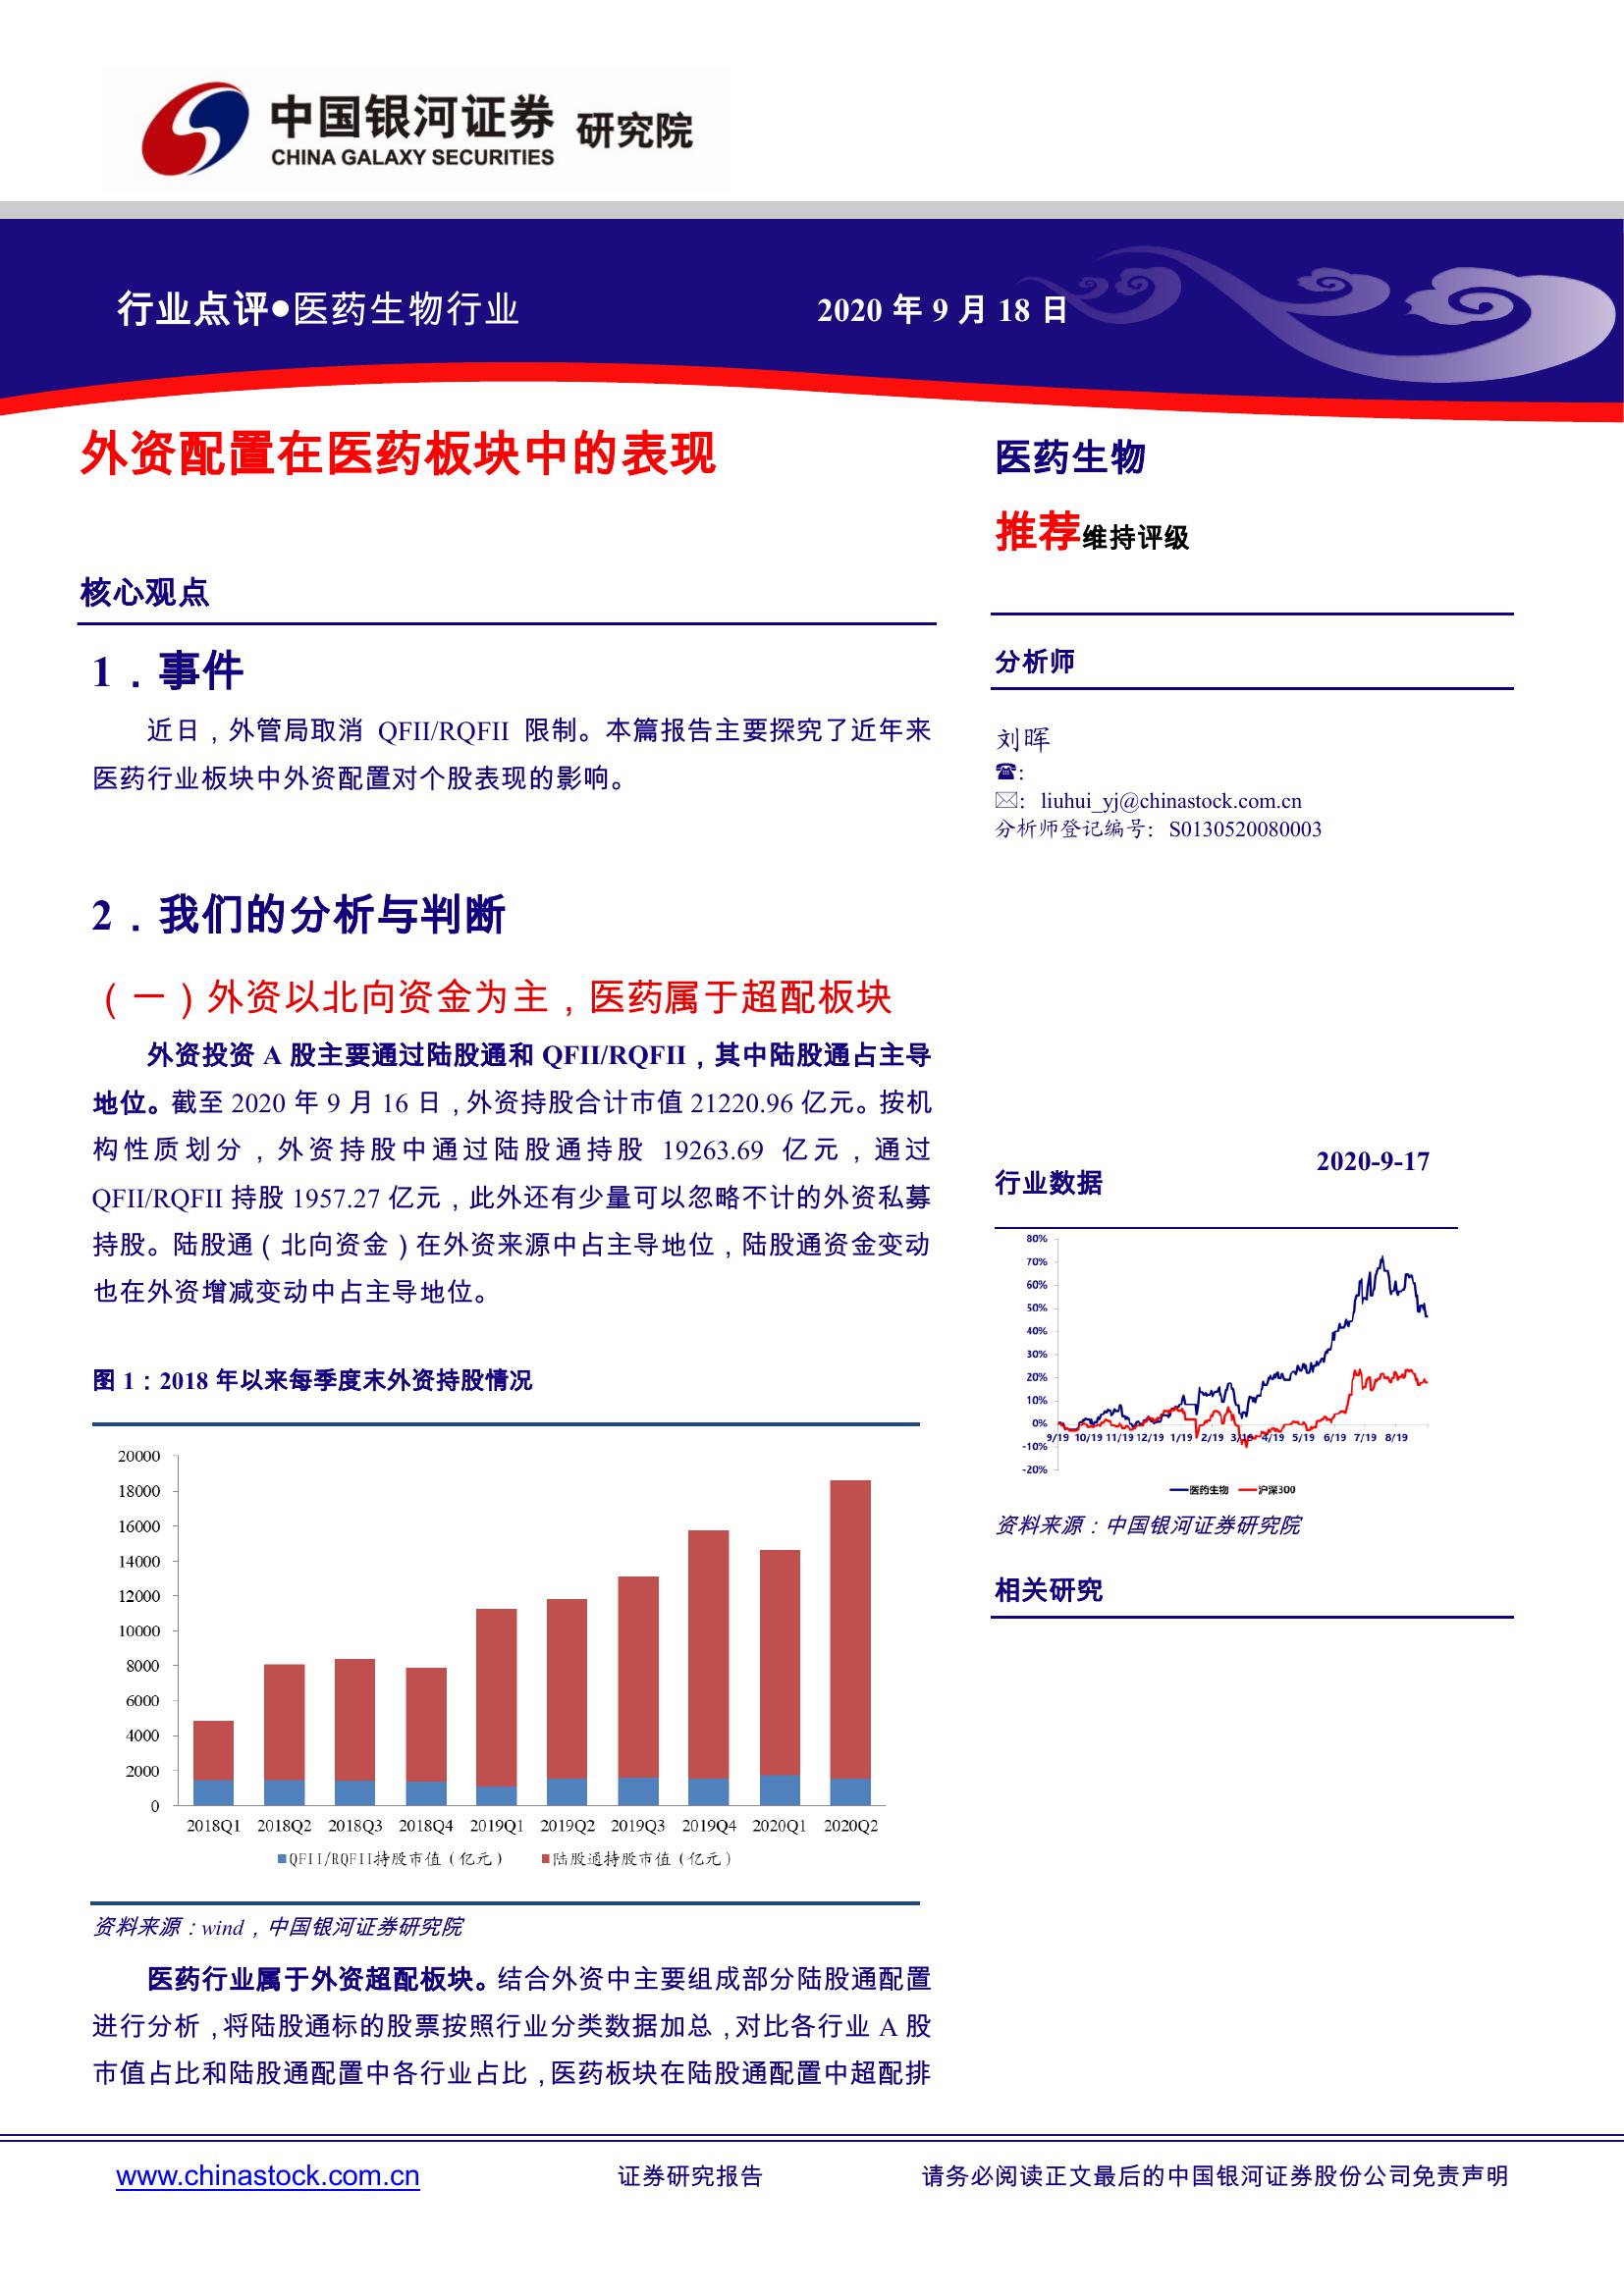 中国银河证券 研究院
CHINA GALAXY SECURITIES
行业点评●医药生物行业
2020 年 9 月 18 日
外资配置在医药板块中的表现
核心观点
1．事件
近日，外管局取消 QFII/RQFII 限制。本篇报告主要探究了近年来
医药行业板块中外资配置对个股表现的影响。
2．我们的分析与判断
（一）外资以北向资金为主，医药属于超配板块
外资投资 A 股主要通过陆股通和 QFII/RQFII，其中陆股通占主导
地位。截至 2020 年 9 月 16 日，外资持股合计市值 21220.96 亿元。按机
构性质划分，外资持股中通过陆股通持股 19263.69 亿元，通过
QFII/RQFII 持股 1957.27 亿元，此外还有少量可以忽略不计的外资私募
持股。陆股通（北向资金）在外资来源中占主导地位，陆股通资金变动
也在外资增减变动中占主导地位。
图 1：2018 年以来每季度末外资持股情况
20000
18000
16000
14000
12000
10000
8000
6000
4000
2000
0
2018Q1 2018Q2 2018Q3 2018Q4 2019Q1 2019Q2 2019Q3 2019Q4 2020Q1 2020Q2
QFII/RQFII持股市值（亿元） 陆股通持股市值（亿元）
资料来源：wind，中国银河证券研究院
医药行业属于外资超配板块。结合外资中主要组成部分陆股通配置
进行分析，将陆股通标的股票按照行业分类数据加总，对比各行业 A 股
市值占比和陆股通配置中各行业占比，医药板块在陆股通配置中超配排
医药生物
推荐维持评级
分析师
刘晖
☎:
✉: liuhui_yj@chinastock.com.cn
分析师登记编号: S0130520080003
行业数据
2020-9-17
80%
70%
60%
50%
40%
30%
20%
10%
0%
9/19 10/19 11/19 12/19 1/19 2/19 3/19 4/19 5/19 6/19 7/19 8/19
-10%
-20%
医药生物 沪深300
资料来源：中国银河证券研究院
相关研究
www.chinastock.com.cn
证券研究报告
请务必阅读正文最后的中国银河证券股份公司免责声明